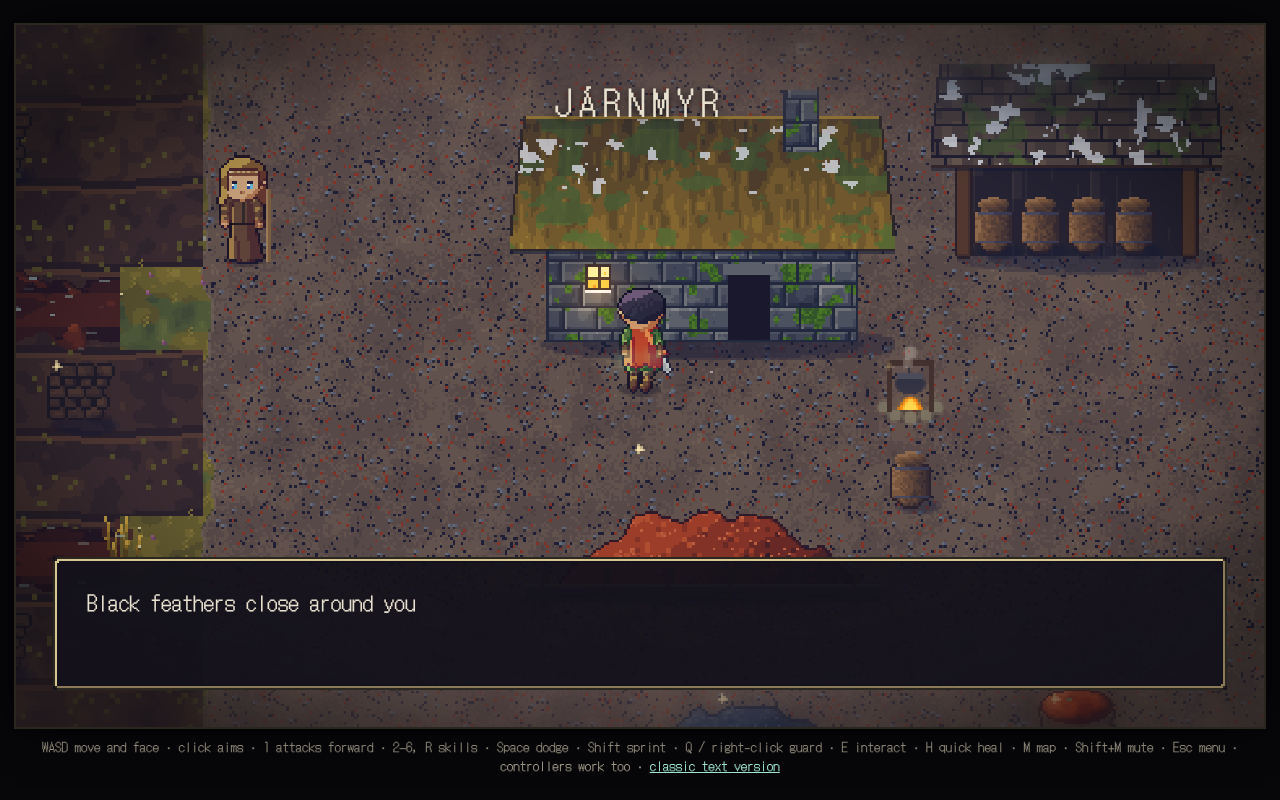 JÁRNMYR
Black feathers close around you
WASD move and face · click aims · 1 attacks forward · 2–6, R skills · Space dodge · Shift sprint · Q / right-click guard · E interact · H quick heal · M map · Shift+M mute · Esc menu ·
controllers work too · classic text version